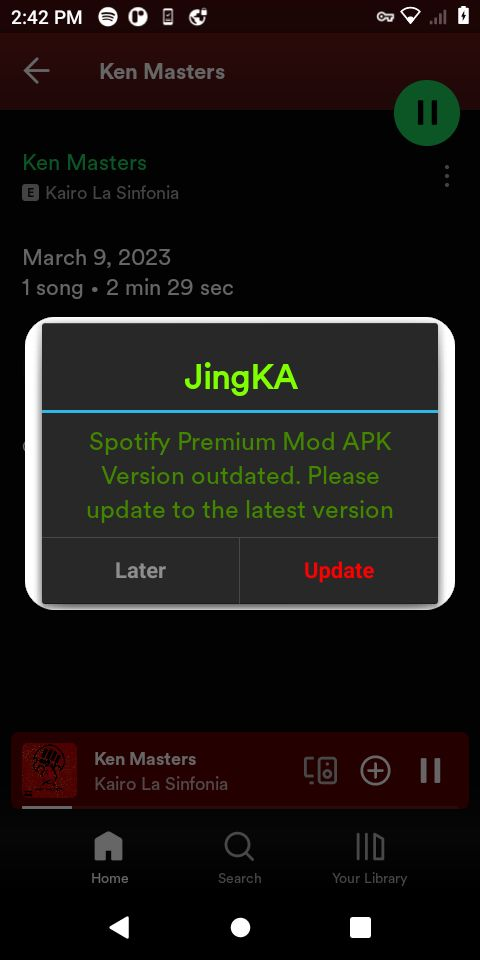 2:42 PM
Ken Masters
Ken Masters
E Kairo La Sinfonia
March 9, 2023
1 song • 2 min 29 sec
JingKA
Spotify Premium Mod APK
Version outdated. Please
update to the latest version
Later
Update
Ken Masters
Kairo La Sinfonia
Home
Search
Your Library